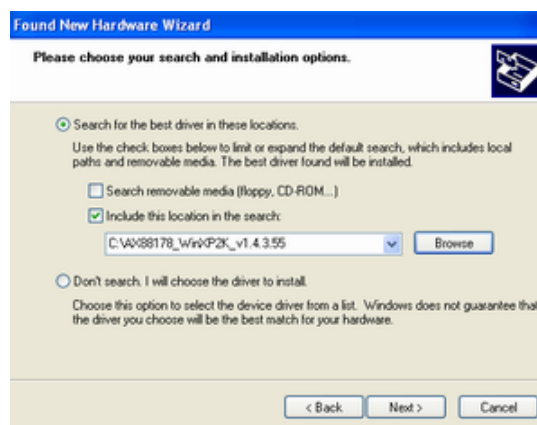 Found New Hardware Wizard
Please choose your search and installation options.
Search for the best driver in these locations.
Use the check boxes below to limit or expand the default search, which includes local
paths and removable media. The best driver found will be installed.
Search removable media (floppy, CD-ROM...)
Include this location in the search:
C:\AX88178_WinXP2K_v1.4.3.55
Browse
Don't search. I will choose the driver to install.
Choose this option to select the device driver from a list. Windows does not guarantee that
the driver you choose will be the best match for your hardware.
< Back
Next >
Cancel